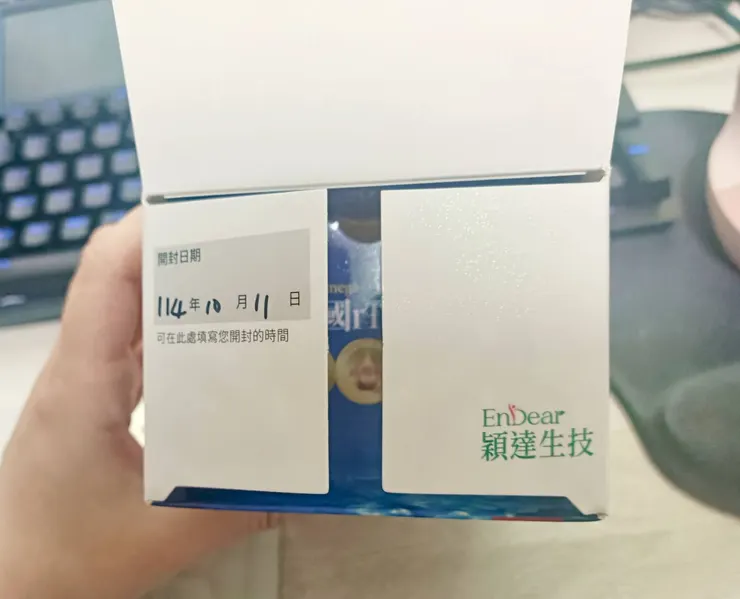 開封日期
114年10月11日
可在此處填寫您開封的時間
EnDear
穎達生技